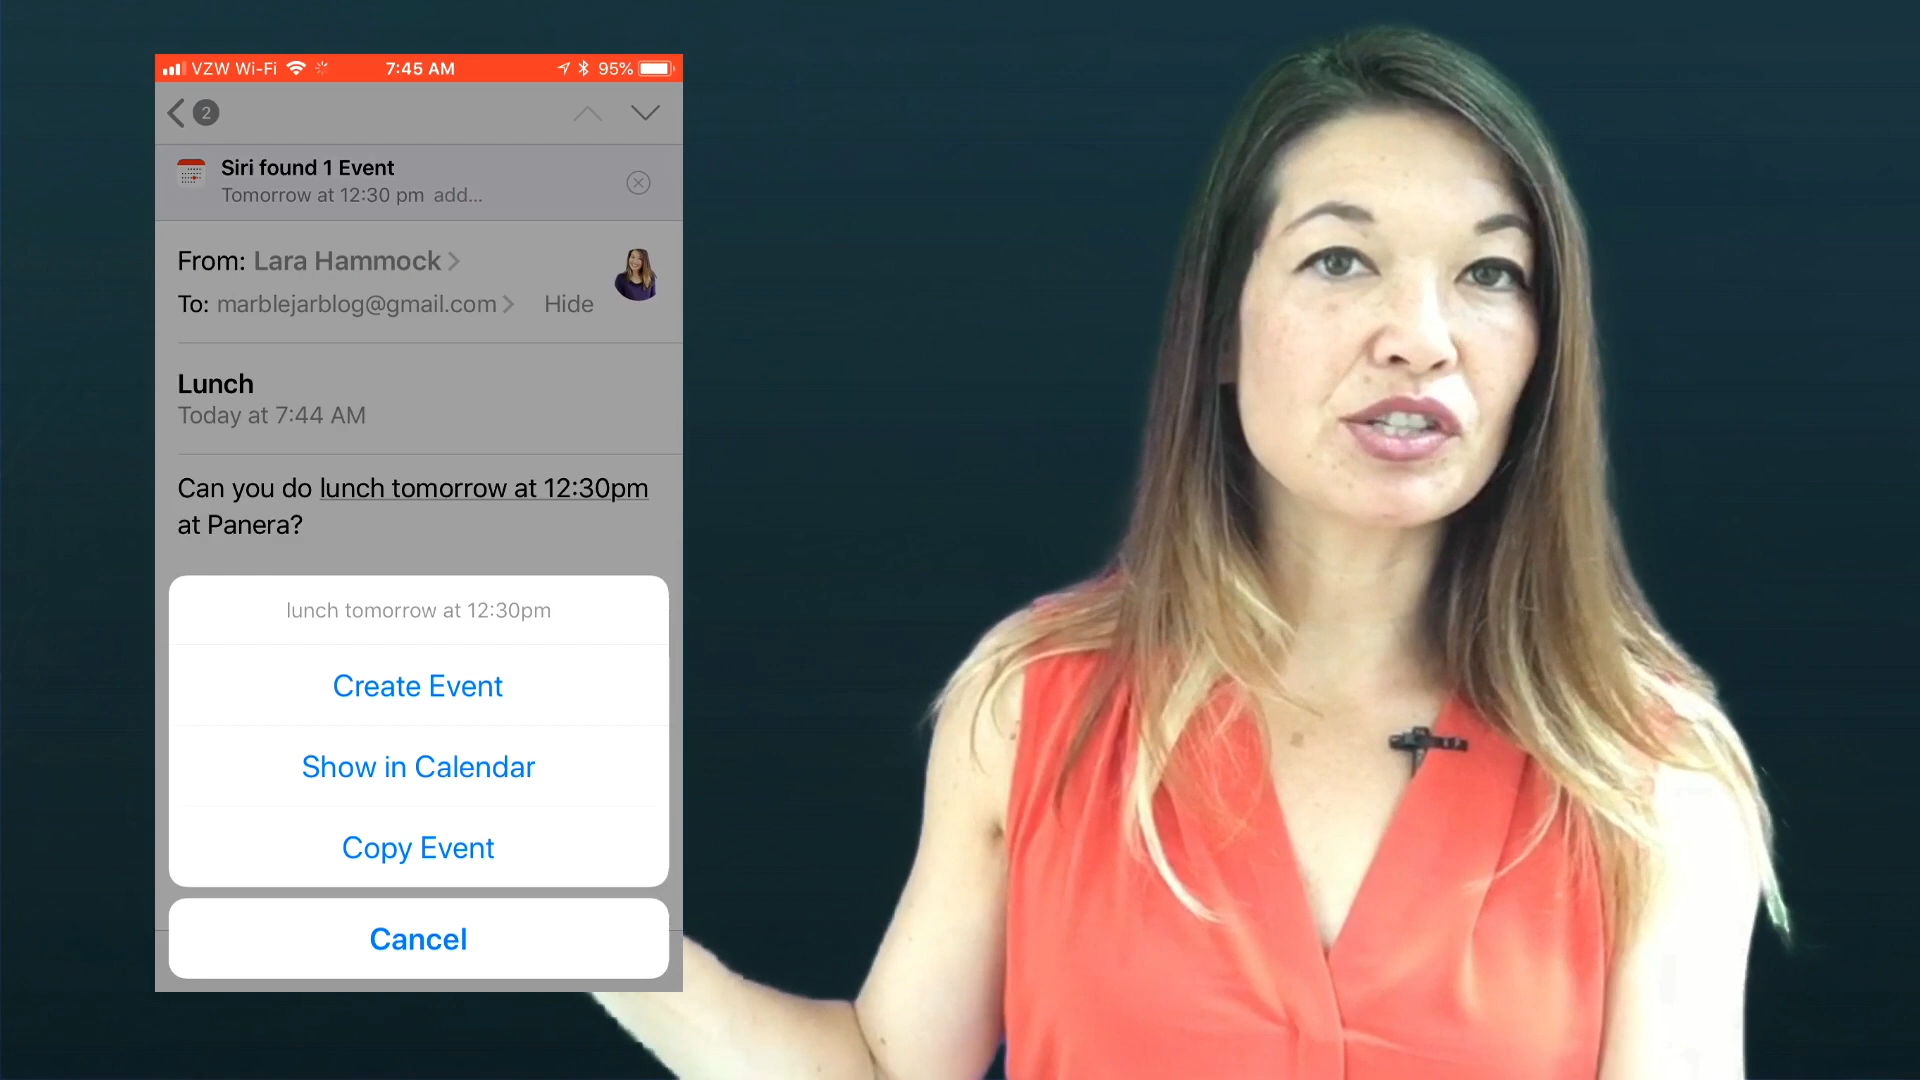 VZW Wi-Fi 7:45 AM 95%
2
Siri found 1 Event
Tomorrow at 12:30 pm add...
From: Lara Hammock
To: marblejarblog@gmail.com Hide
Lunch
Today at 7:44 AM
Can you do lunch tomorrow at 12:30pm
at Panera?
lunch tomorrow at 12:30pm
Create Event
Show in Calendar
Copy Event
Cancel